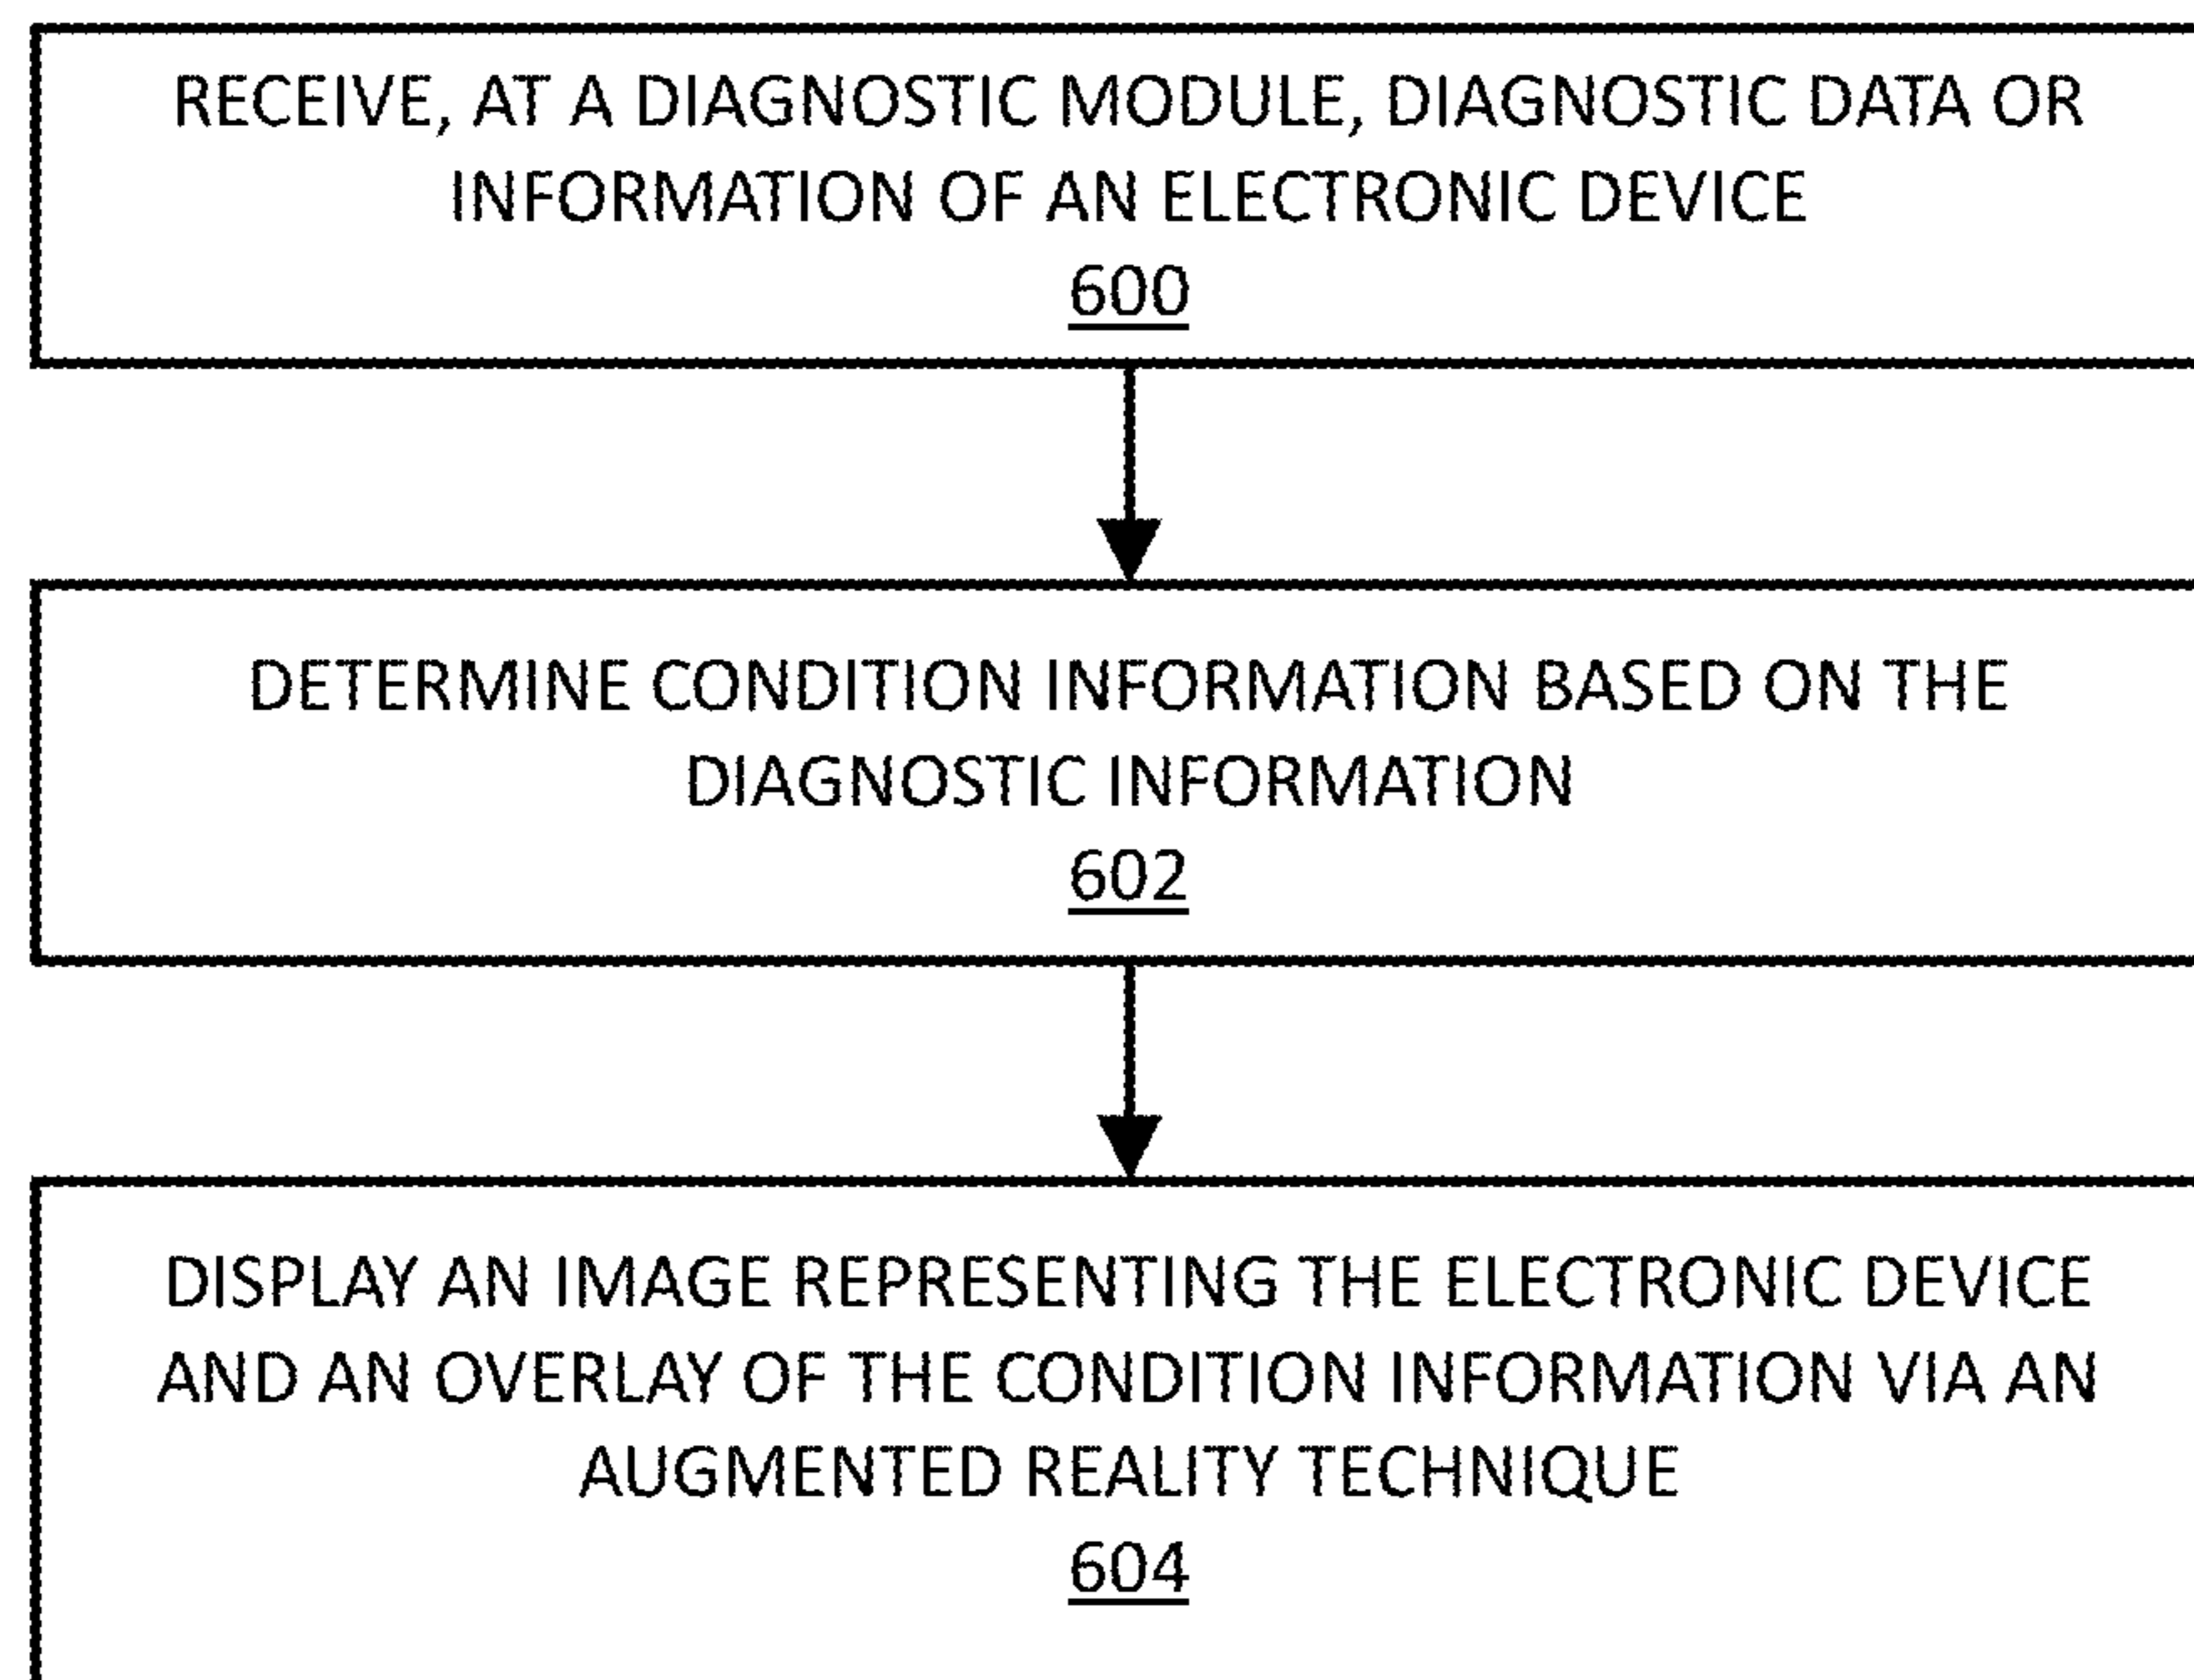 RECEIVE, AT A DIAGNOSTIC MODULE, DIAGNOSTIC DATA OR
INFORMATION OF AN ELECTRONIC DEVICE
600
DETERMINE CONDITION INFORMATION BASED ON THE
DIAGNOSTIC INFORMATION
602
DISPLAY AN IMAGE REPRESENTING THE ELECTRONIC DEVICE
AND AN OVERLAY OF THE CONDITION INFORMATION VIA AN
AUGMENTED REALITY TECHNIQUE
604